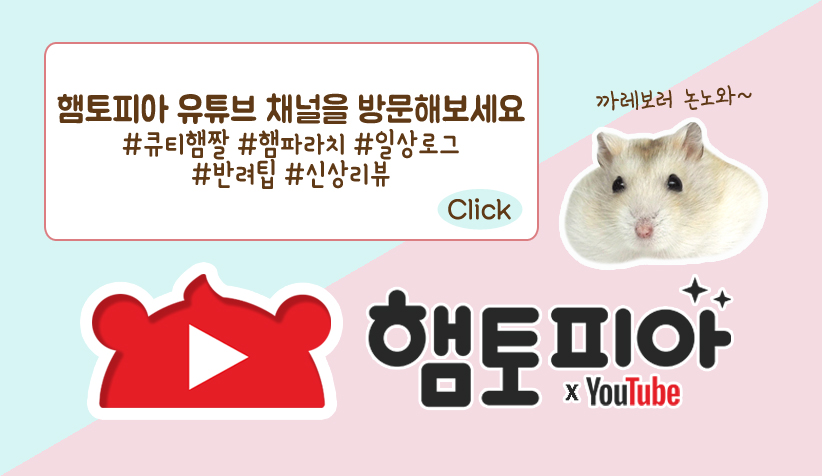 햄토피아 유튜브 채널을 방문해보세요
#큐티햄짤 #햄파라치 #일상로그
#반려팁 #신상리뷰
Click
까레보러 논노와~
햄토피아
x YouTube